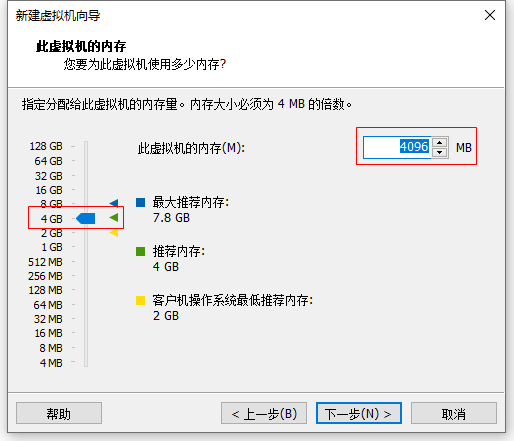 新建虚拟机向导
此虚拟机的内存
您要为此虚拟机使用多少内存?
指定分配给此虚拟机的内存量。内存大小必须为 4 MB 的倍数。
此虚拟机的内存(M):
4096 MB
128 GB
64 GB
32 GB
16 GB
8 GB
4 GB
2 GB
1 GB
512 MB
256 MB
128 MB
64 MB
32 MB
16 MB
8 MB
4 MB
最大推荐内存:
7.8 GB
推荐内存:
4 GB
客户机操作系统最低推荐内存:
2 GB
帮助
< 上一步(B)
下一步(N) >
取消